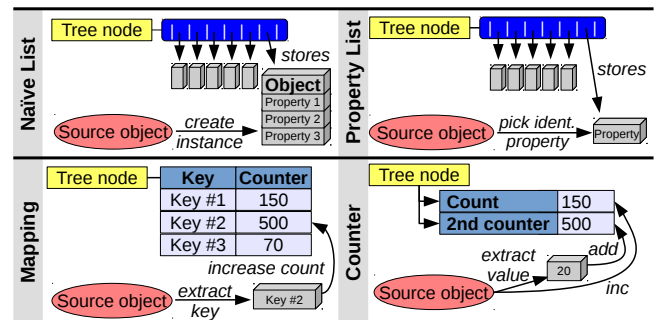 Naïve List
Tree node
stores
Object
Property 1
Property 2
Property 3
Source object
create
instance
Property List
Tree node
stores
Source object
pick ident.
property
Property
Mapping
Tree node
Key Counter
Key #1 150
Key #2 500
Key #3 70
increase count
Source object
extract
key
Key #2
Counter
Tree node
Count 150
2nd counter 500
extract
value
20
add
inc
Source object